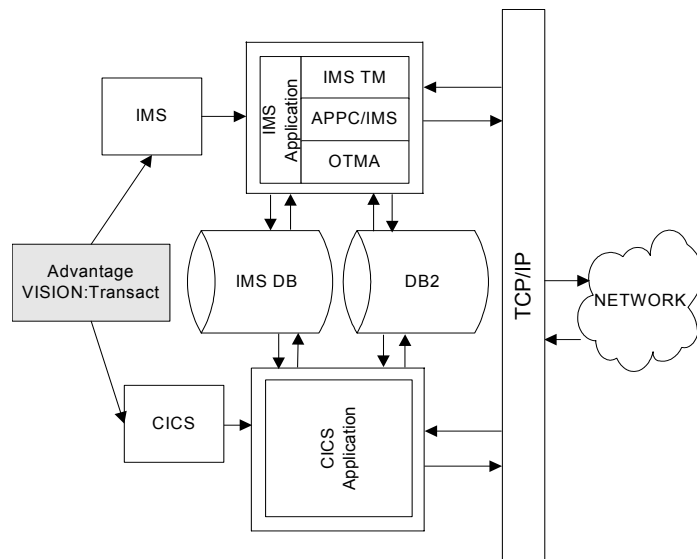 IMS
IMS
Application
IMS TM
APPC/IMS
OTMA
Advantage
VISION:Transact
IMS DB
DB2
TCP/IP
NETWORK
CICS
CICS
Application